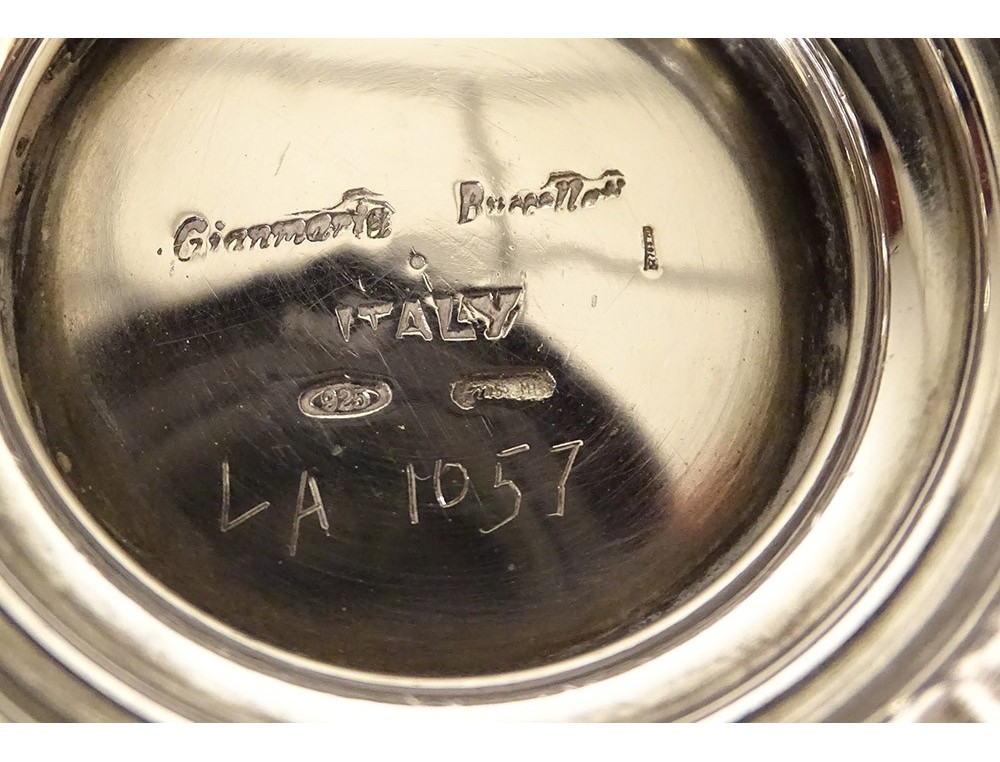 Gianmaria Buccellati
ITALY
925
LA 1057